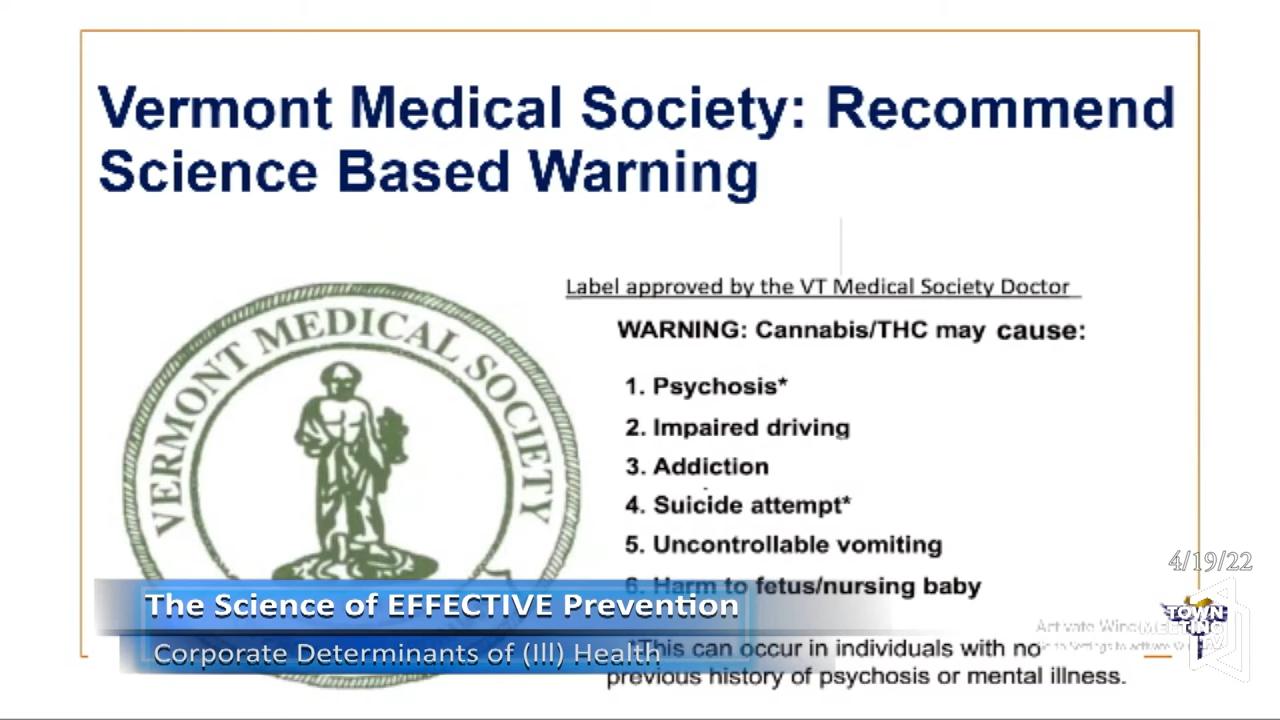 Vermont Medical Society: Recommend
Science Based Warning
VERMONT MEDICAL SOCIETY
Label approved by the VT Medical Society Doctor
WARNING: Cannabis/THC may cause:
1. Psychosis*
2. Impaired driving
3. Addiction
4. Suicide attempt*
5. Uncontrollable vomiting
6. Harm to fetus/nursing baby
*This can occur in individuals with no
previous history of psychosis or mental illness.
The Science of EFFECTIVE Prevention
Corporate Determinants of (Ill) Health
4/19/22
TOWN
MEETING
Activate